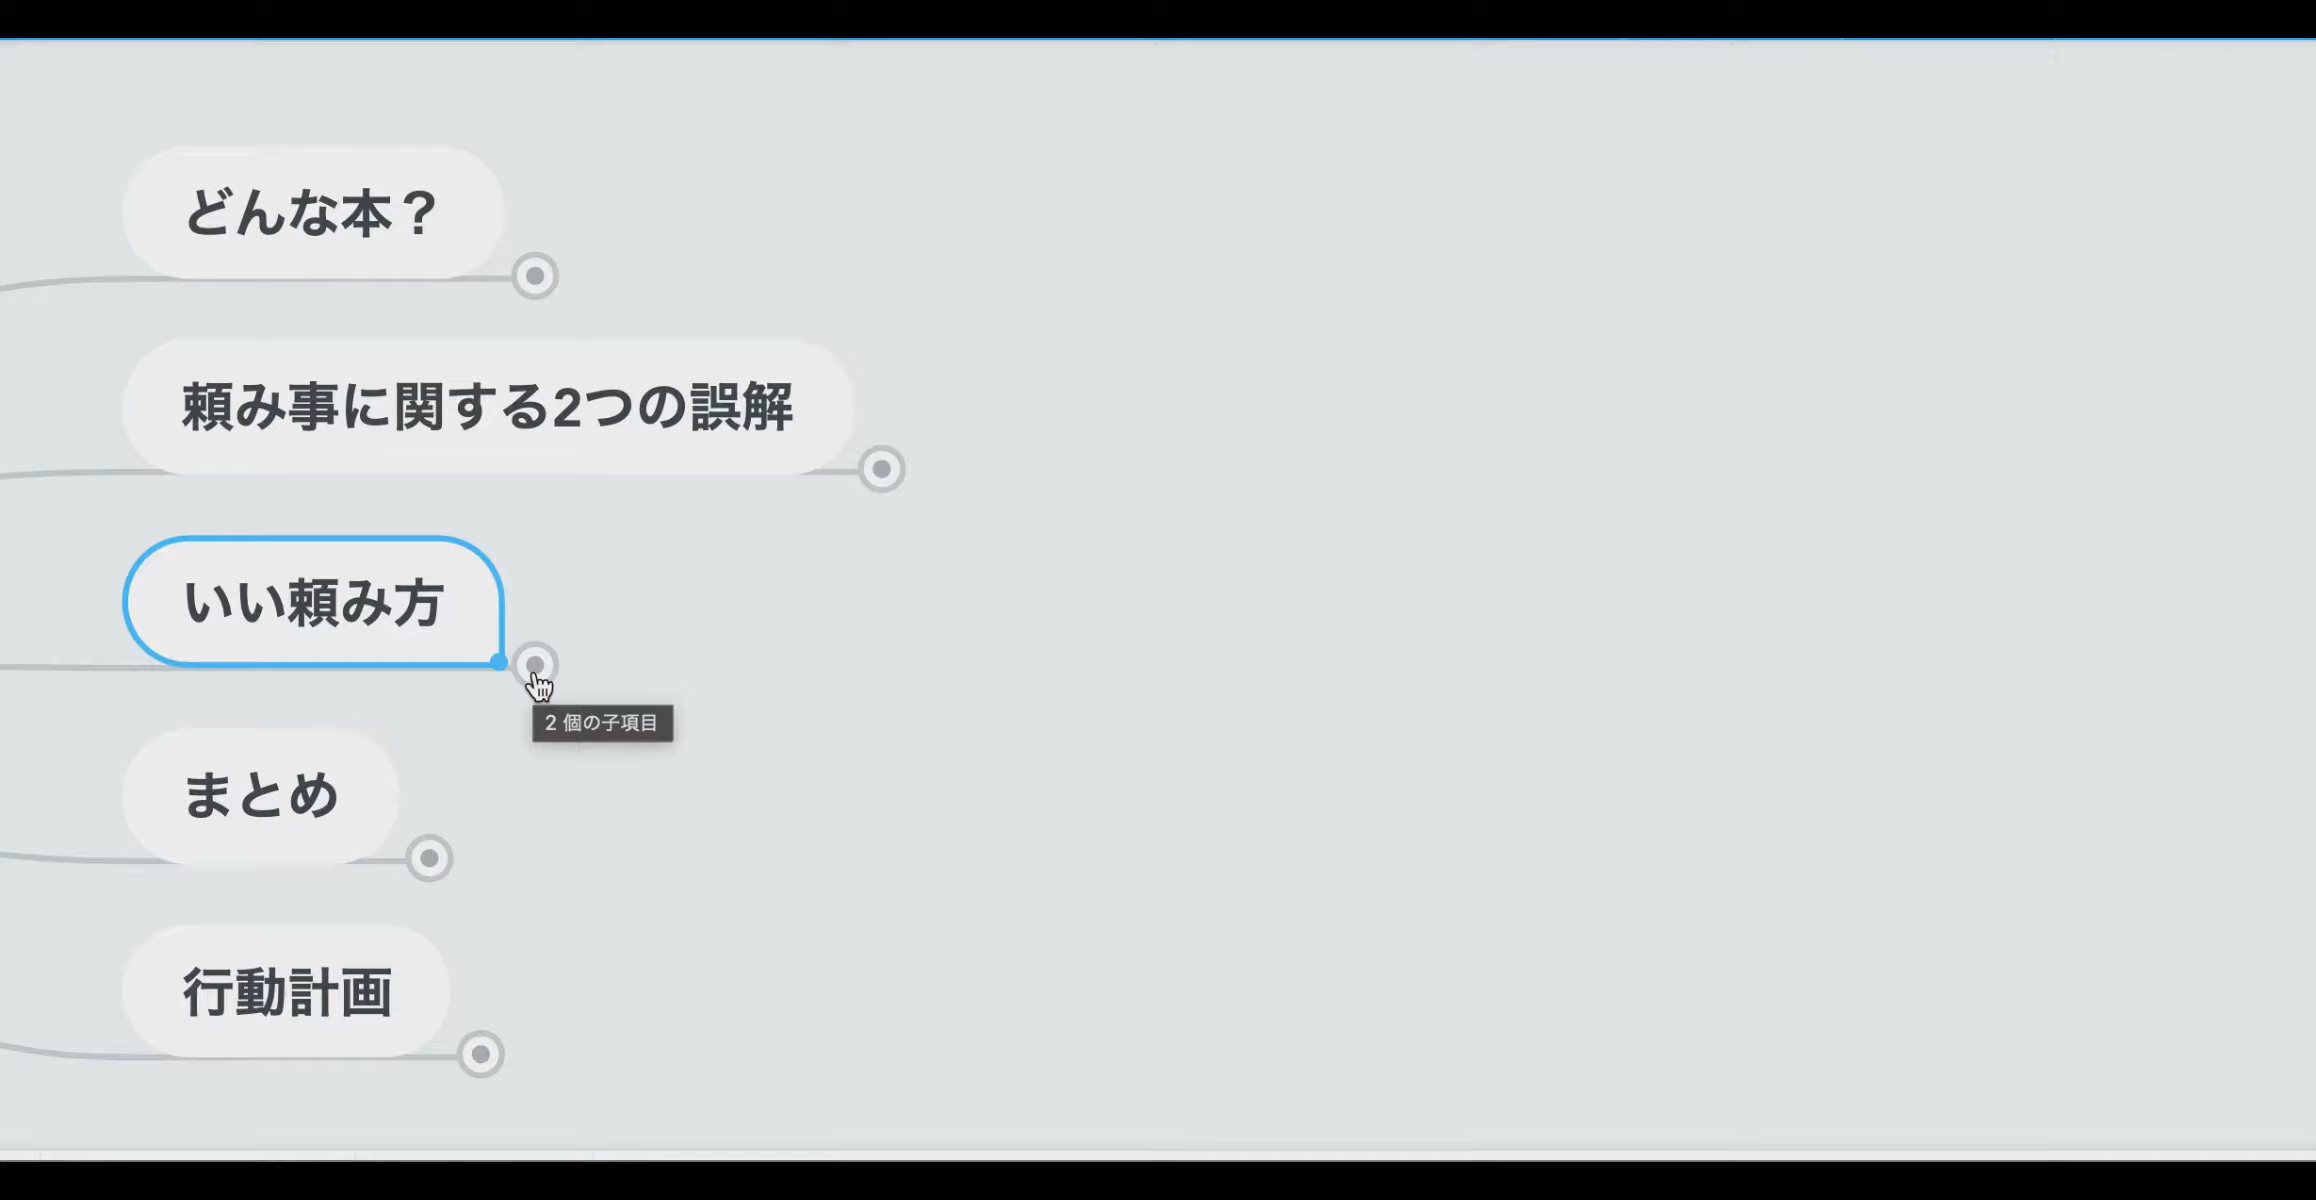 どんな本？
頼み事に関する2つの誤解
いい頼み方
2 個の子項目
まとめ
行動計画